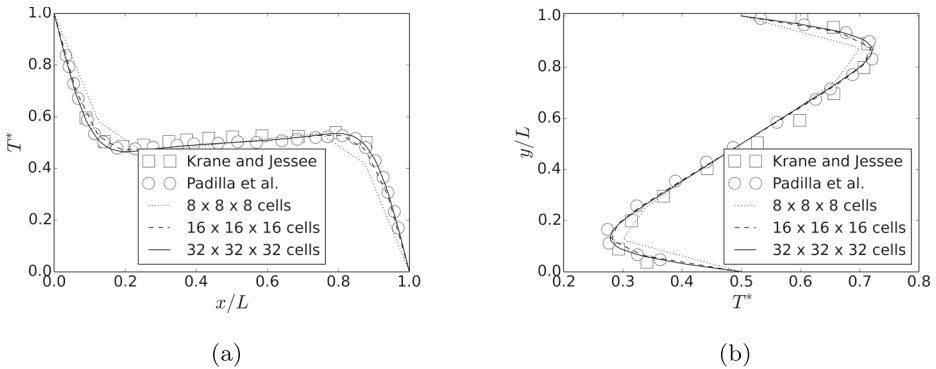 1.0
0.8
0.6
0.4
0.2
0.0
T*
0.0 0.2 0.4 0.6 0.8 1.0
x/L
Krane and Jessee
Padilla et al.
8 x 8 x 8 cells
16 x 16 x 16 cells
32 x 32 x 32 cells
(a)
1.0
0.8
0.6
0.4
0.2
0.0
y/L
0.2 0.3 0.4 0.5 0.6 0.7 0.8
T*
Krane and Jessee
Padilla et al.
8 x 8 x 8 cells
16 x 16 x 16 cells
32 x 32 x 32 cells
(b)